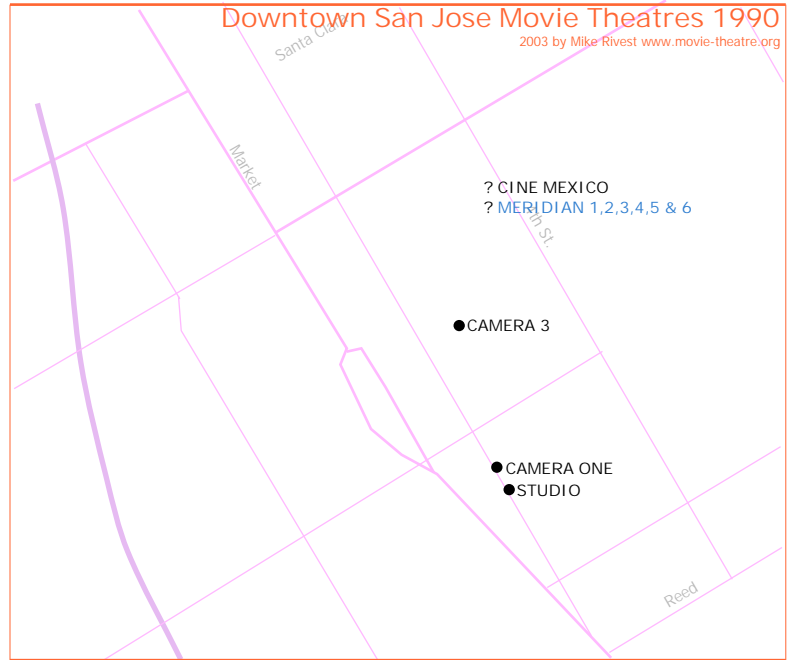 Downtown San Jose Movie Theatres 1990
2003 by Mike Rivest www.movie-theatre.org
Santa Clara
Market
? CINE MEXICO
? MERIDIAN 1,2,3,4,5 & 6
St.
CAMERA 3
CAMERA ONE
STUDIO
Reed